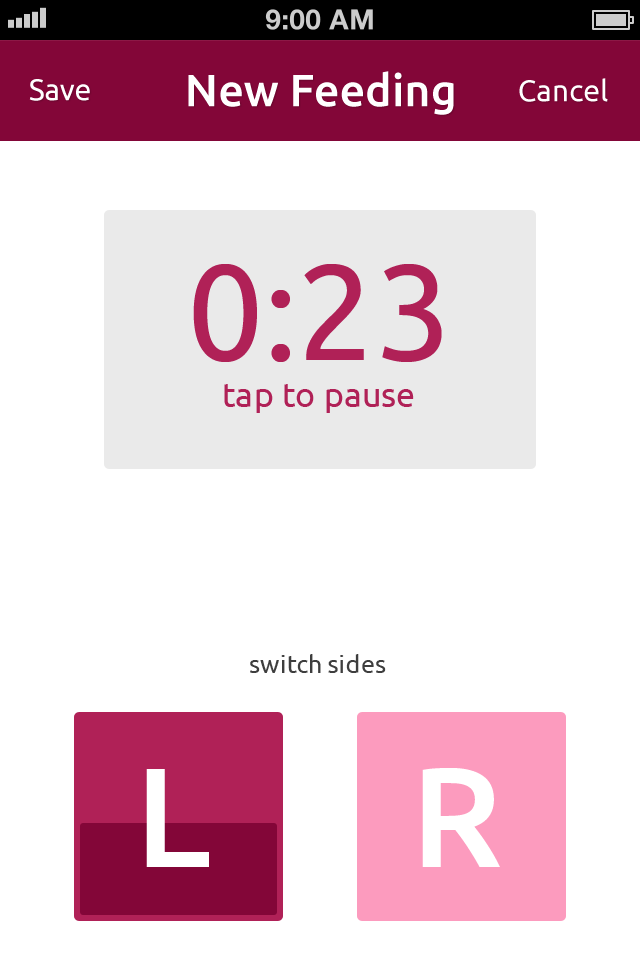 9:00 AM
Save New Feeding Cancel
0:23
tap to pause
switch sides
L R